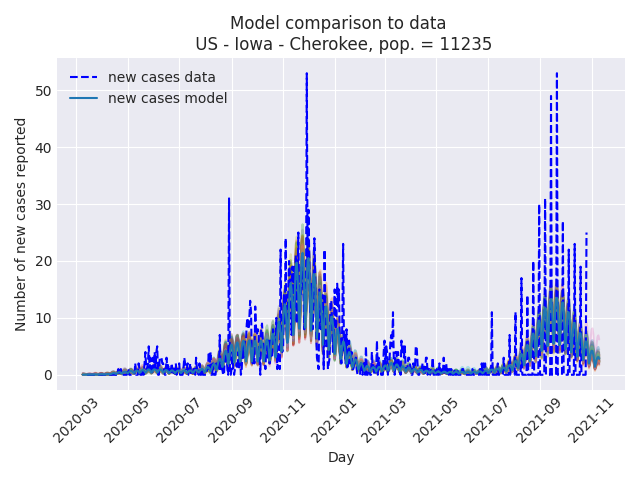 Model comparison to data
US - Iowa - Cherokee, pop. = 11235
new cases data
new cases model
Number of new cases reported
50
40
30
20
10
0
2020-03
2020-05
2020-07
2020-09
2020-11
2021-01
2021-03
2021-05
2021-07
2021-09
2021-11
Day